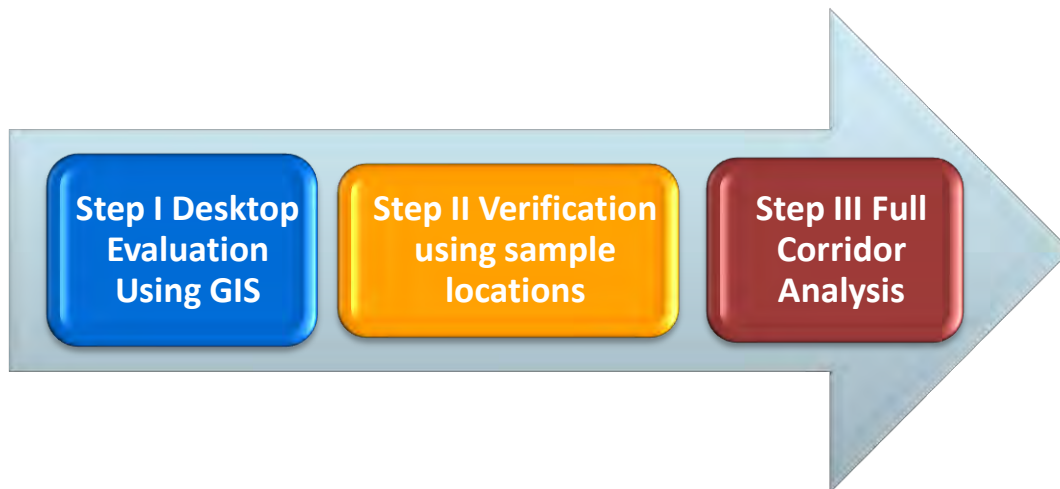 Step I Desktop
Evaluation
Using GIS
Step II Verification
using sample
locations
Step III Full
Corridor
Analysis